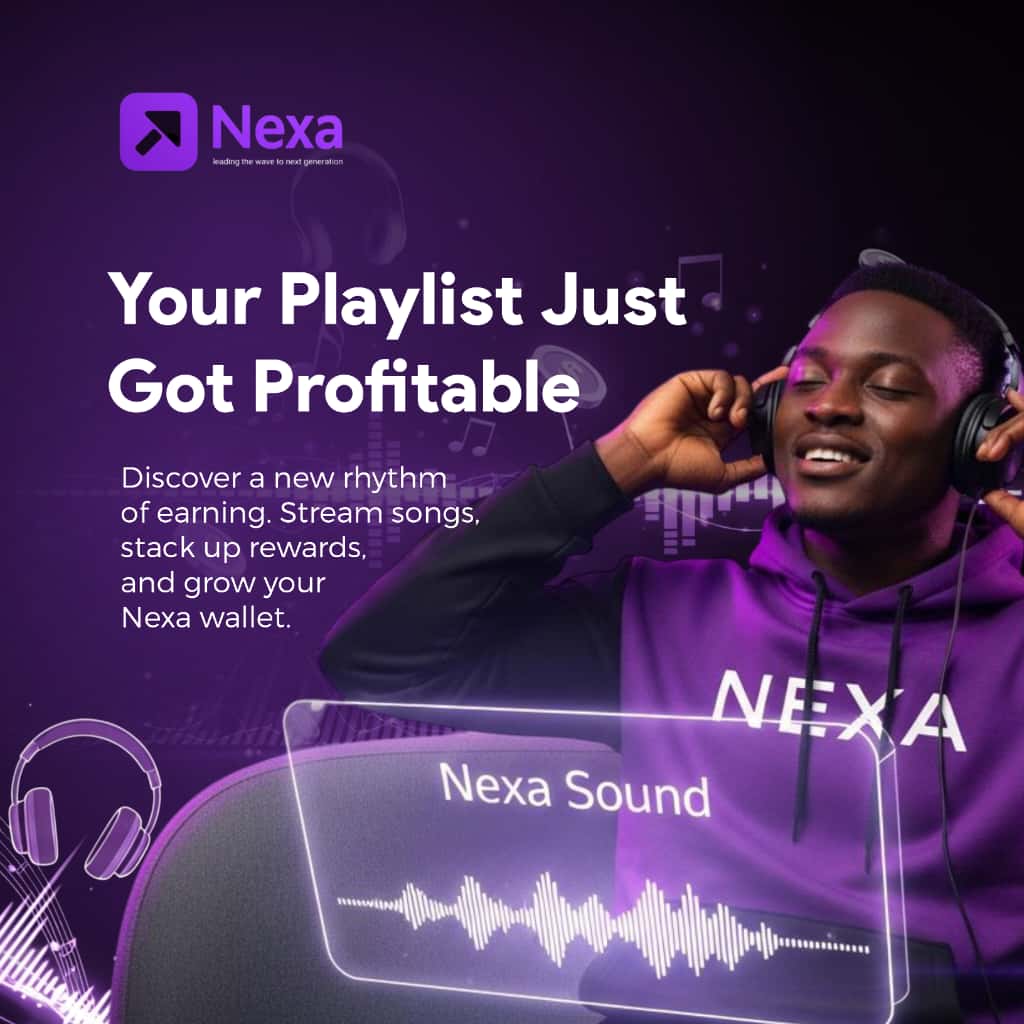 Nexa
leading the wave to next generation
Your Playlist Just
Got Profitable
Discover a new rhythm
of earning. Stream songs,
stack up rewards,
and grow your
Nexa wallet.
NEXA
Nexa Sound